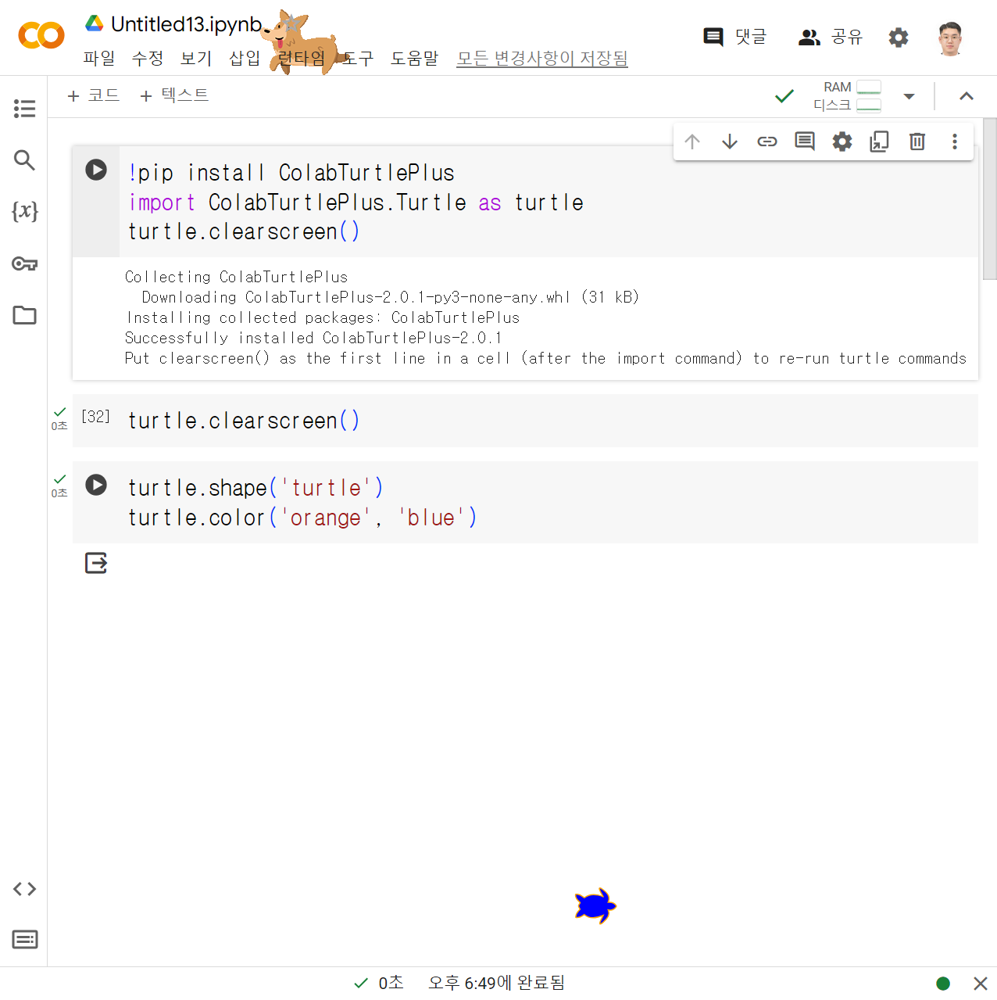 Untitled13.ipynb
댓글
공유
파일 수정 보기 삽입 런타임 도구 도움말 모든 변경사항이 저장됨
+ 코드 + 텍스트
RAM
디스크
{x}
!pip install ColabTurtlePlus
import ColabTurtlePlus.Turtle as turtle
turtle.clearscreen()
Collecting ColabTurtlePlus
Downloading ColabTurtlePlus-2.0.1-py3-none-any.whl (31 kB)
Installing collected packages: ColabTurtlePlus
Successfully installed ColabTurtlePlus-2.0.1
Put clearscreen() as the first line in a cell (after the import command) to re-run turtle commands
0초
[32] turtle.clearscreen()
0초
turtle.shape('turtle')
turtle.color('orange', 'blue')
0초 오후 6:49에 완료됨